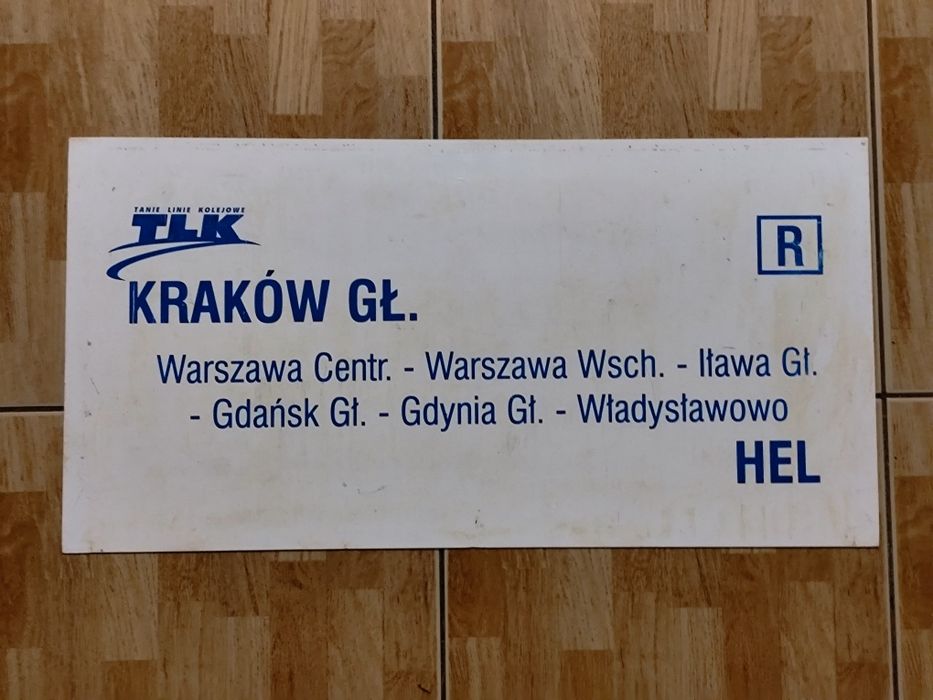 TANIE LINIE KOLEJOWE
TLK
R
KRAKÓW GŁ.
Warszawa Centr. - Warszawa Wsch. - Iława Gł.
- Gdańsk Gł. - Gdynia Gł. - Władysławowo
HEL